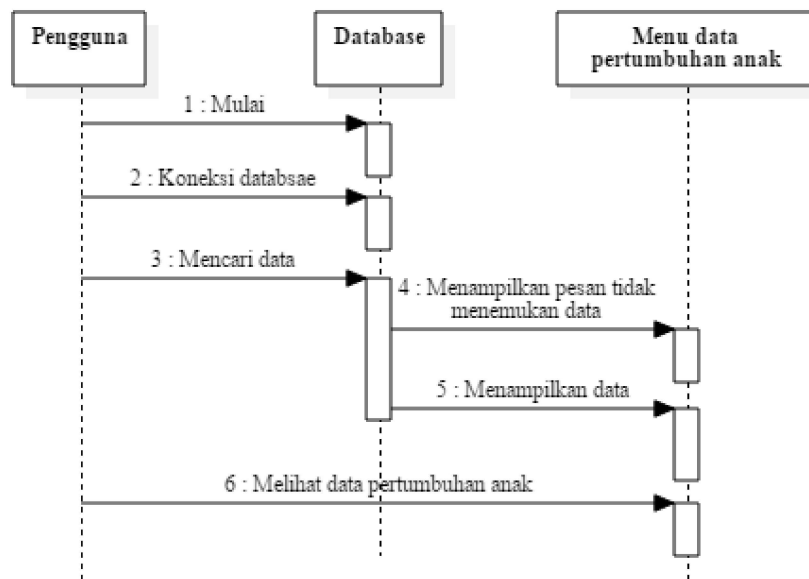 Pengguna
Database
Menu data
pertumbuhan anak
1 : Mulai
2 : Koneksi databsae
3 : Mencari data
4 : Menampilkan pesan tidak
menemukan data
5 : Menampilkan data
6 : Melihat data pertumbuhan anak